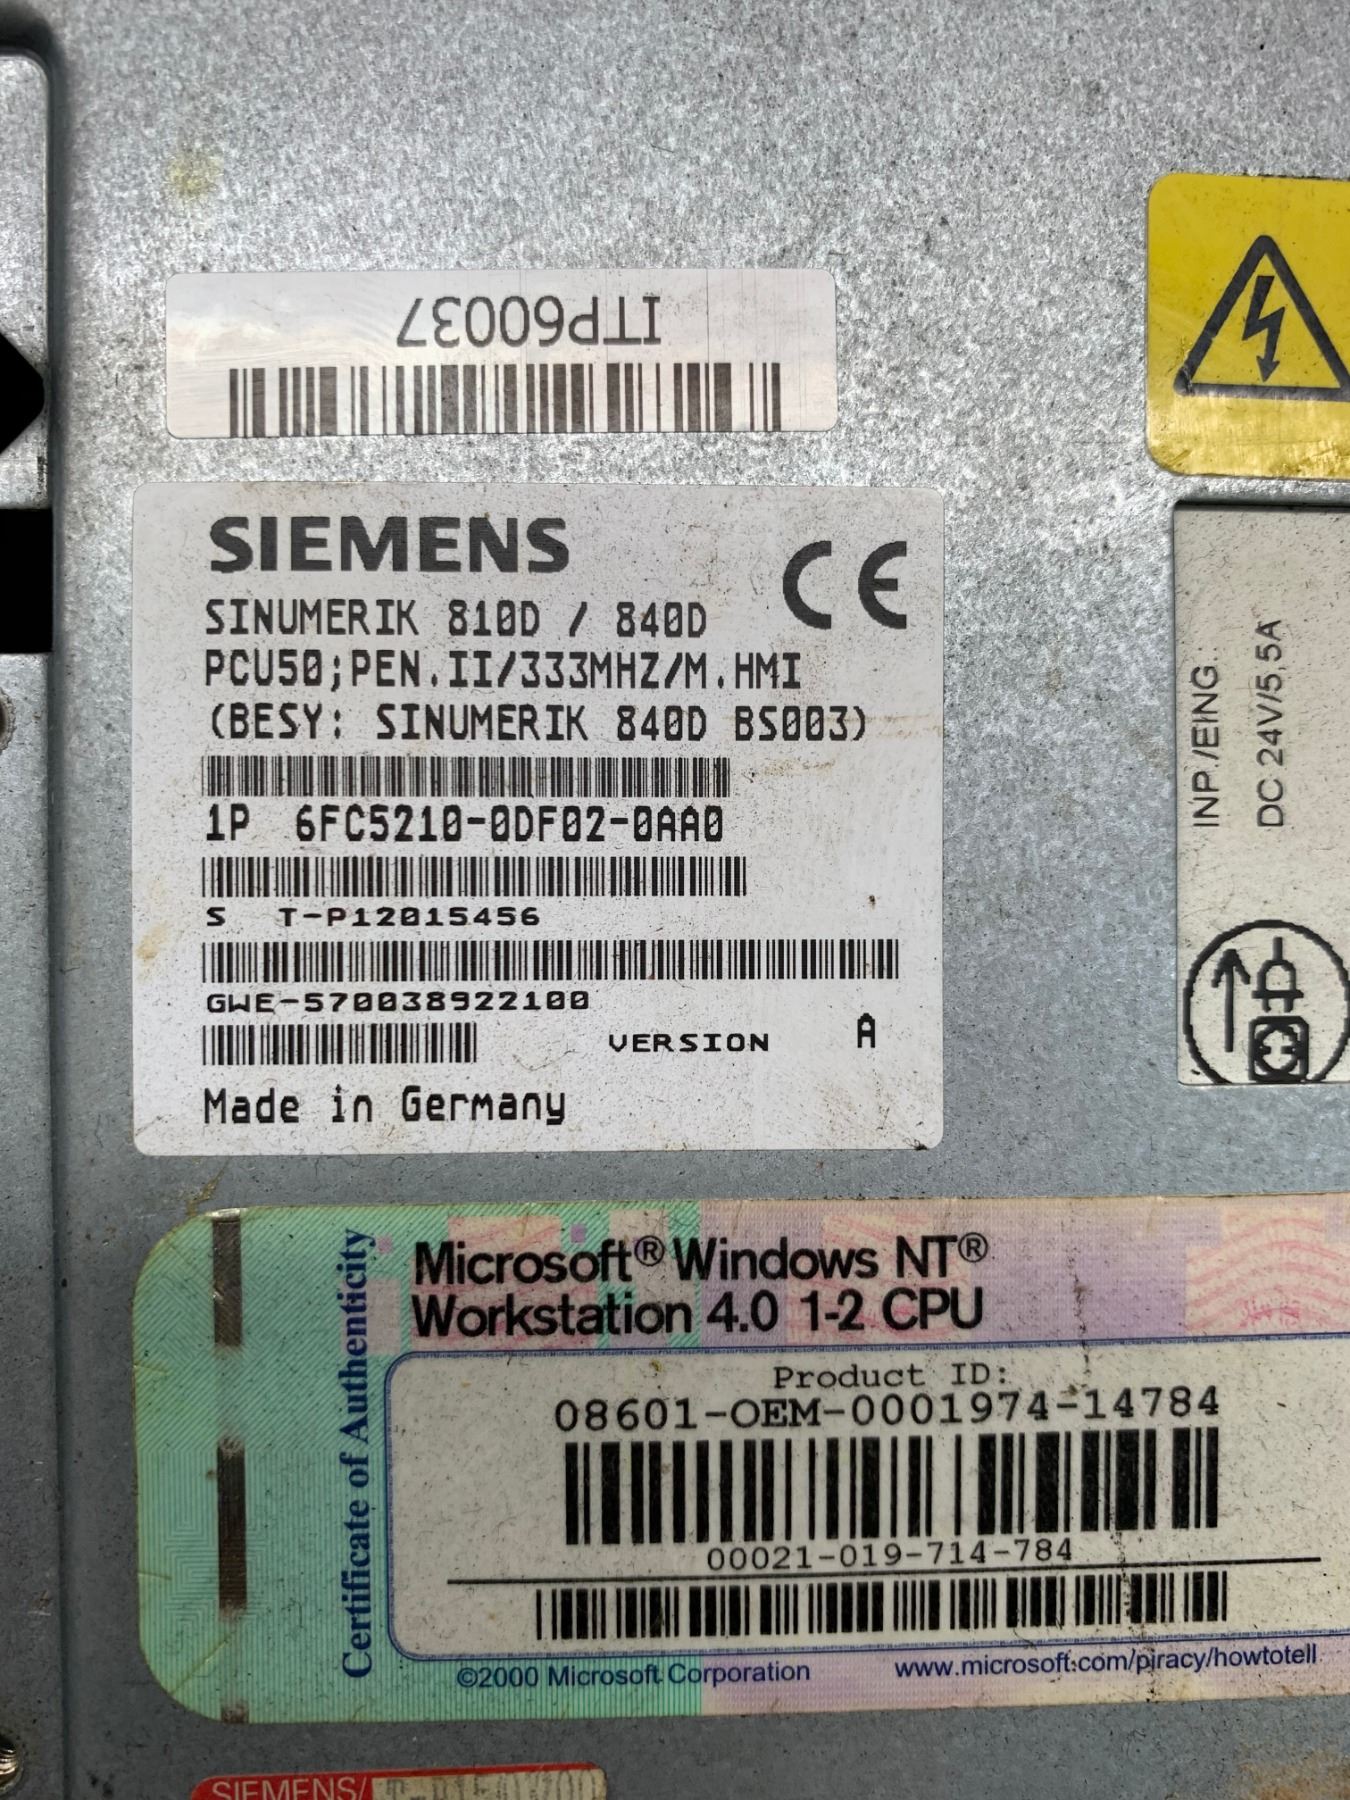 ITP60037
SIEMENS
CE
SINUMERIK 810D / 840D
PCU50;PEN.II/333MHZ/M.HMI
(BESY: SINUMERIK 840D BS003)
1P 6FC5210-0DF02-0AA0
S T-P12015456
GWE-570038922100
VERSION A
Made in Germany
INP./EING.:
DC 24V/5,5A
Certificate of Authenticity
Microsoft® Windows NT®
Workstation 4.0 1-2 CPU
Product ID:
08601-OEM-0001974-14784
00021-019-714-784
©2000 Microsoft Corporation
www.microsoft.com/piracy/howtotell
SIEMENS/